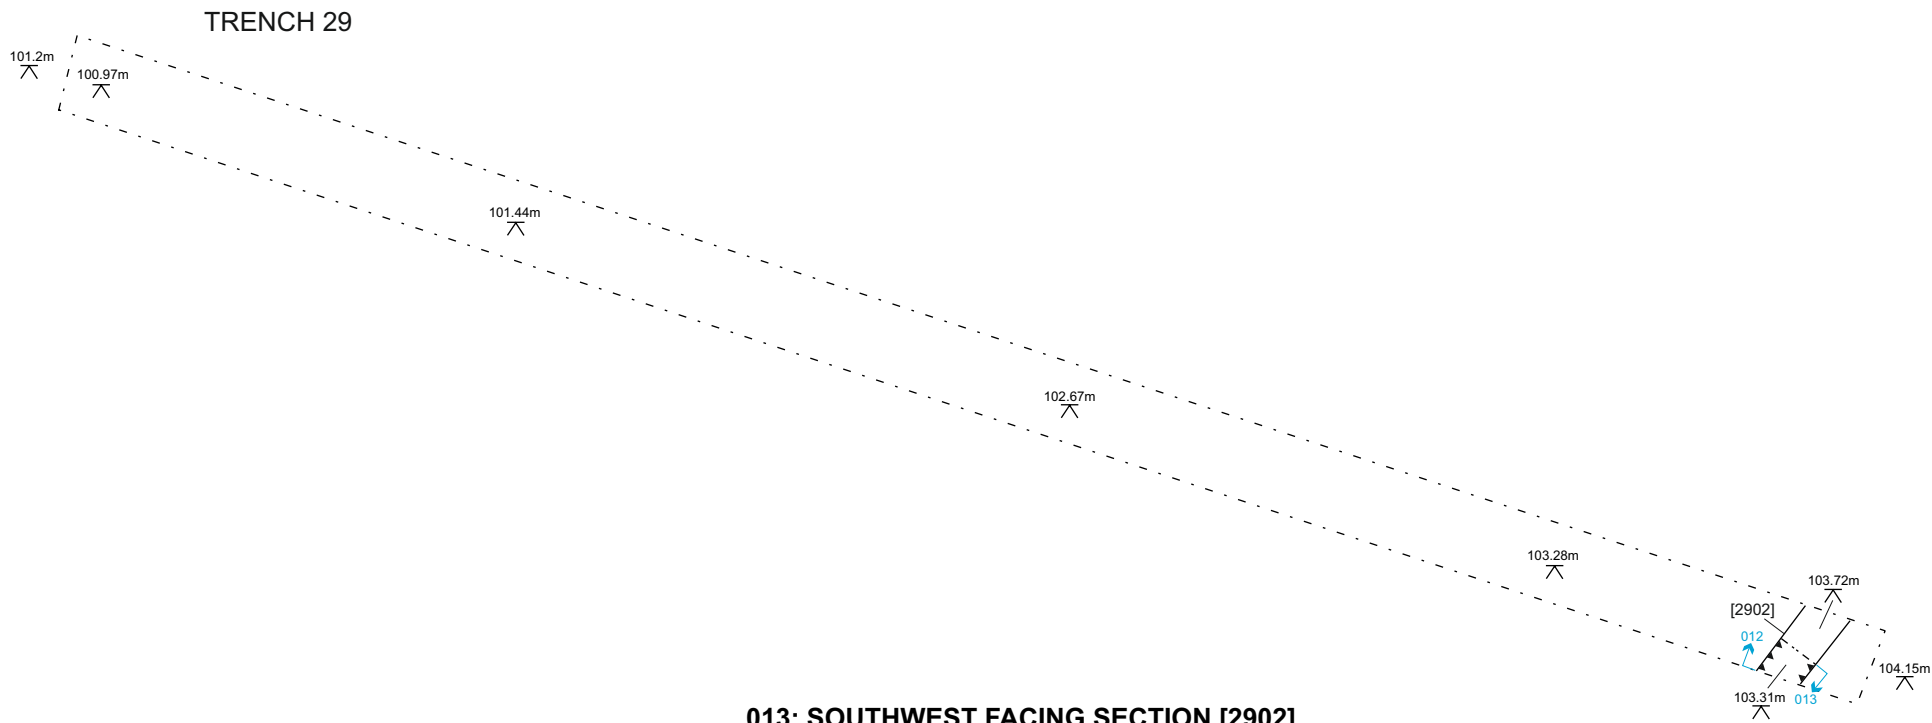 TRENCH 29
101.2m
100.97m
101.44m
102.67m
103.28m
103.72m
[2902]
012
104.15m
103.31m
013
013: SOUTHWEST FACING SECTION [2902]